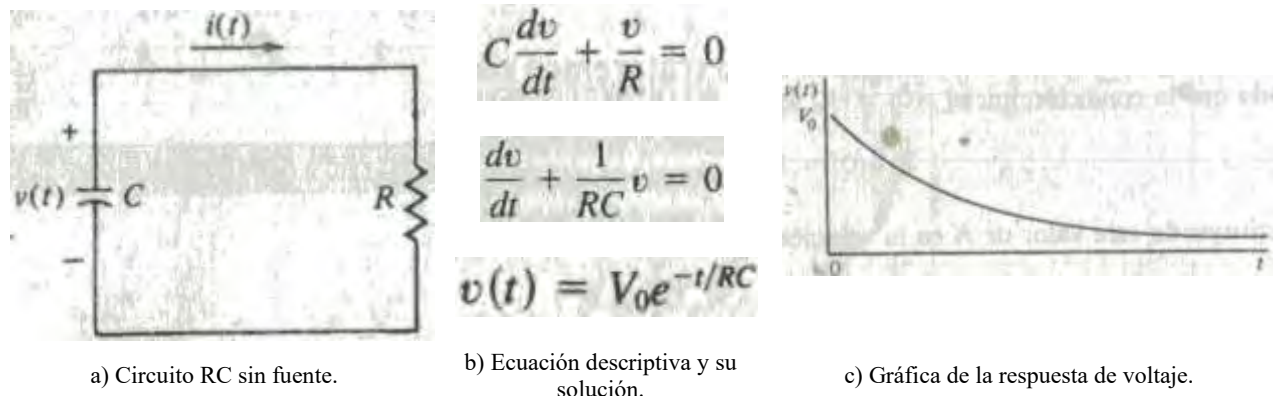 i(t)
+
v(t)
C
R
−
a) Circuito RC sin fuente.
C dv/dt + v/R = 0
dv/dt + 1/RC v = 0
v(t) = V₀e^{-t/RC}
b) Ecuación descriptiva y su
solución.
v(t)
V₀
0
t
c) Gráfica de la respuesta de voltaje.